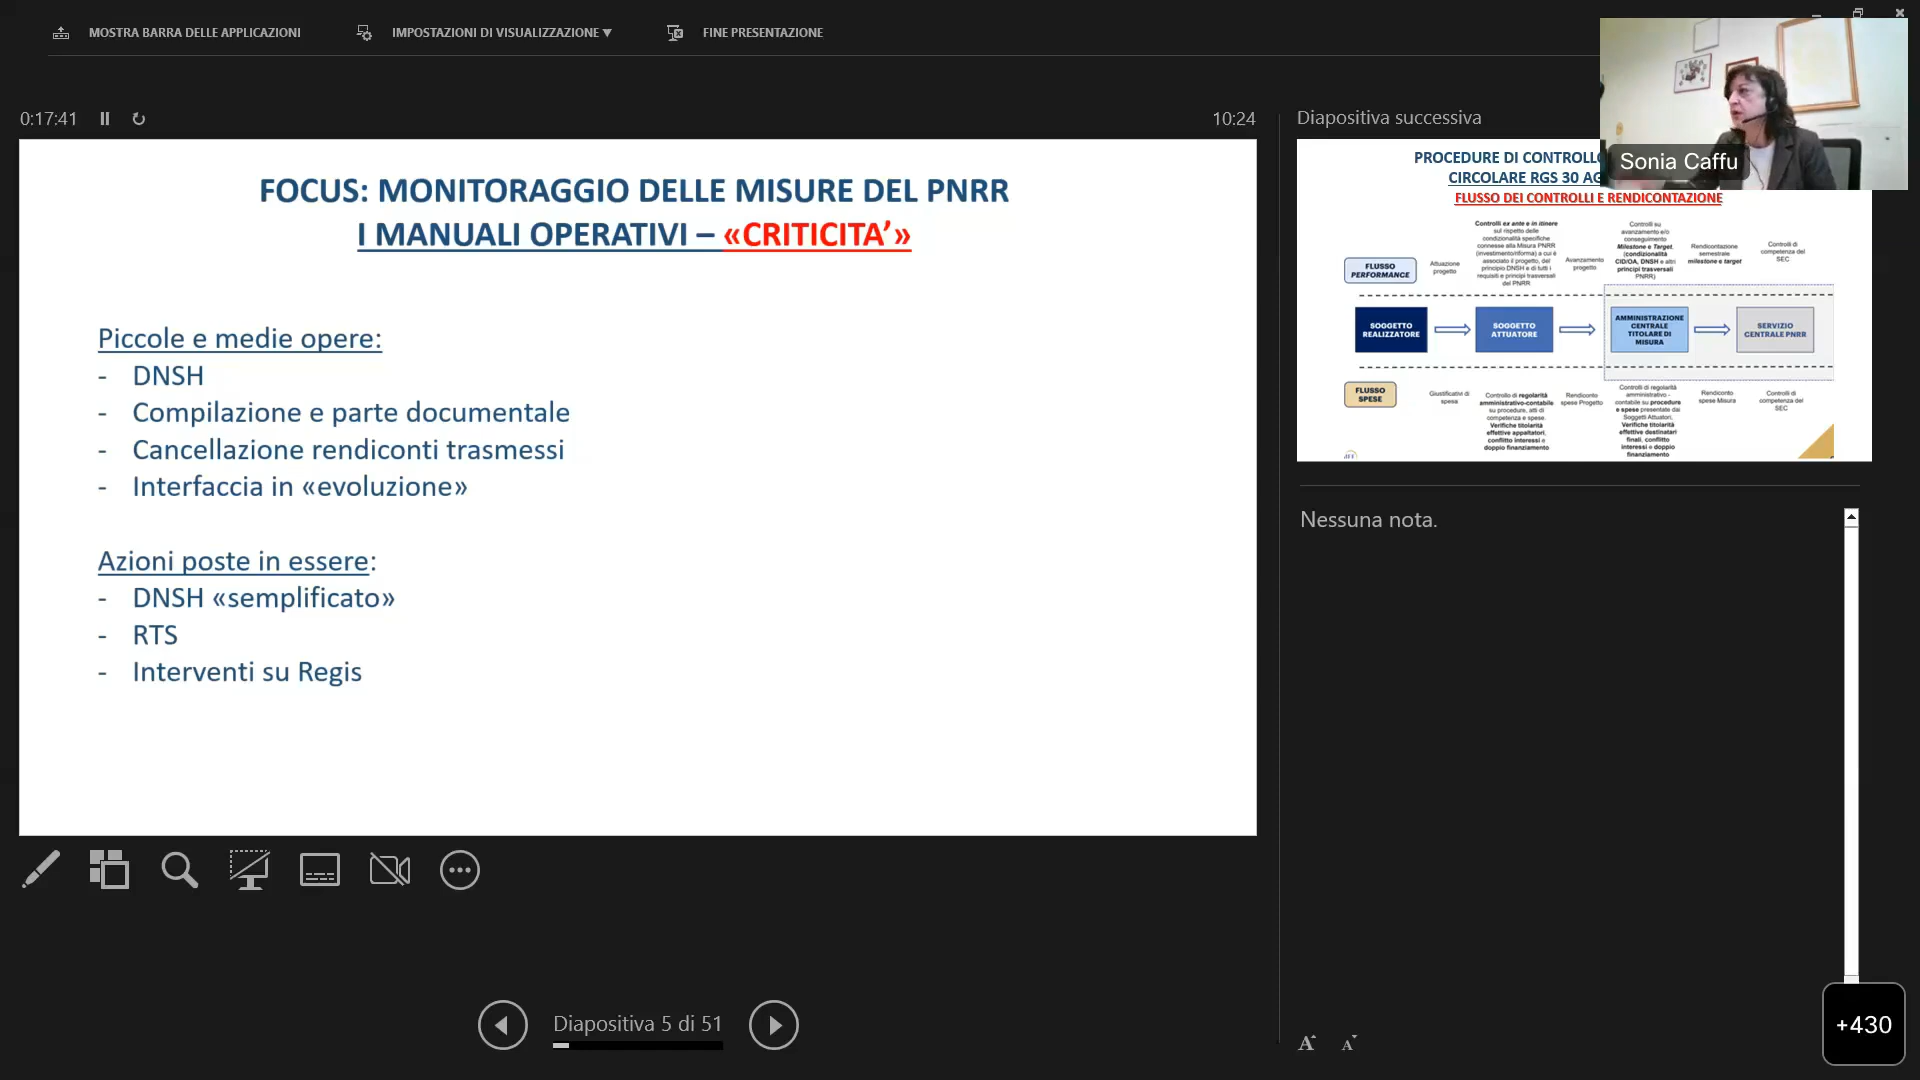 MOSTRA BARRA DELLE APPLICAZIONI
IMPOSTAZIONI DI VISUALIZZAZIONE ▼
FINE PRESENTAZIONE
0:17:41
10:24
FOCUS: MONITORAGGIO DELLE MISURE DEL PNRR
I MANUALI OPERATIVI – «CRITICITA’»
Piccole e medie opere:
- DNSH
- Compilazione e parte documentale
- Cancellazione rendiconti trasmessi
- Interfaccia in «evoluzione»
Azioni poste in essere:
- DNSH «semplificato»
- RTS
- Interventi su Regis
Diapositiva 5 di 51
Diapositiva successiva
Sonia Caffu
PROCEDURE DI CONTROLLO
CIRCOLARE RGS 30 AG
FLUSSO DEI CONTROLLI E RENDICONTAZIONE
FLUSSO
PERFORMANCE
Attuazione
progetto
Controlli ex ante e in itinere
sul rispetto delle
condizionalità specifiche
connesse alla Misura PNRR
(investimento/riforma) a cui è
associato il progetto, del
principio DNSH e di tutti i
requisiti e principi trasversali
del PNRR
Avanzamento
progetto
Controlli su
avanzamento e/o
conseguimento
Milestone e Target,
(condizionalità
CID/OA, DNSH e altri
principi trasversali
PNRR)
Rendicontazione
semestrale
milestone e target
Controlli di
competenza del
SEC
SOGGETTO
REALIZZATORE
SOGGETTO
ATTUATORE
AMMINISTRAZIONE
CENTRALE
TITOLARE DI
MISURA
SERVIZIO
CENTRALE PNRR
FLUSSO
SPESE
Giustificativi di
spesa
Controllo di regolarità
amministrativo-contabile
su procedure, atti di
competenza e spese.
Verifiche titolarità
effettive appaltatori,
conflitto interessi e
doppio finanziamento
Rendiconto
spese Progetto
Controlli di regolarità
amministrativo -
contabile su procedure
e spese presentate dai
Soggetti Attuatori,
Verifiche titolarità
effettive destinatari
finali, conflitto
interessi e doppio
finanziamento
Rendiconto
spese Misura
Controlli di
competenza del
SEC
Nessuna nota.
A A
+430